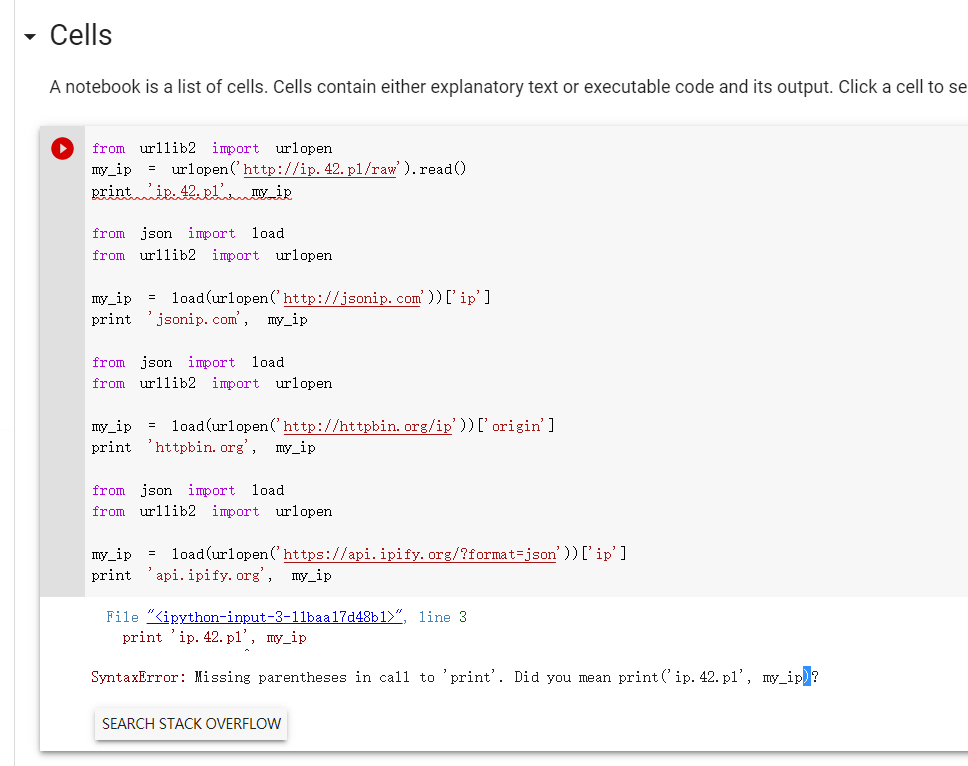 Cells
A notebook is a list of cells. Cells contain either explanatory text or executable code and its output. Click a cell to se
from urllib2 import urlopen
my_ip = urlopen('http://ip.42.pl/raw').read()
print 'ip.42.pl', my_ip
from json import load
from urllib2 import urlopen
my_ip = load(urlopen('http://jsonip.com'))['ip']
print 'jsonip.com', my_ip
from json import load
from urllib2 import urlopen
my_ip = load(urlopen('http://httpbin.org/ip'))['origin']
print 'httpbin.org', my_ip
from json import load
from urllib2 import urlopen
my_ip = load(urlopen('https://api.ipify.org/?format=json'))['ip']
print 'api.ipify.org', my_ip
File "<ipython-input-3-11baa17d48b1>", line 3
print 'ip.42.pl', my_ip
^
SyntaxError: Missing parentheses in call to 'print'. Did you mean print('ip.42.pl', my_ip)?
SEARCH STACK OVERFLOW